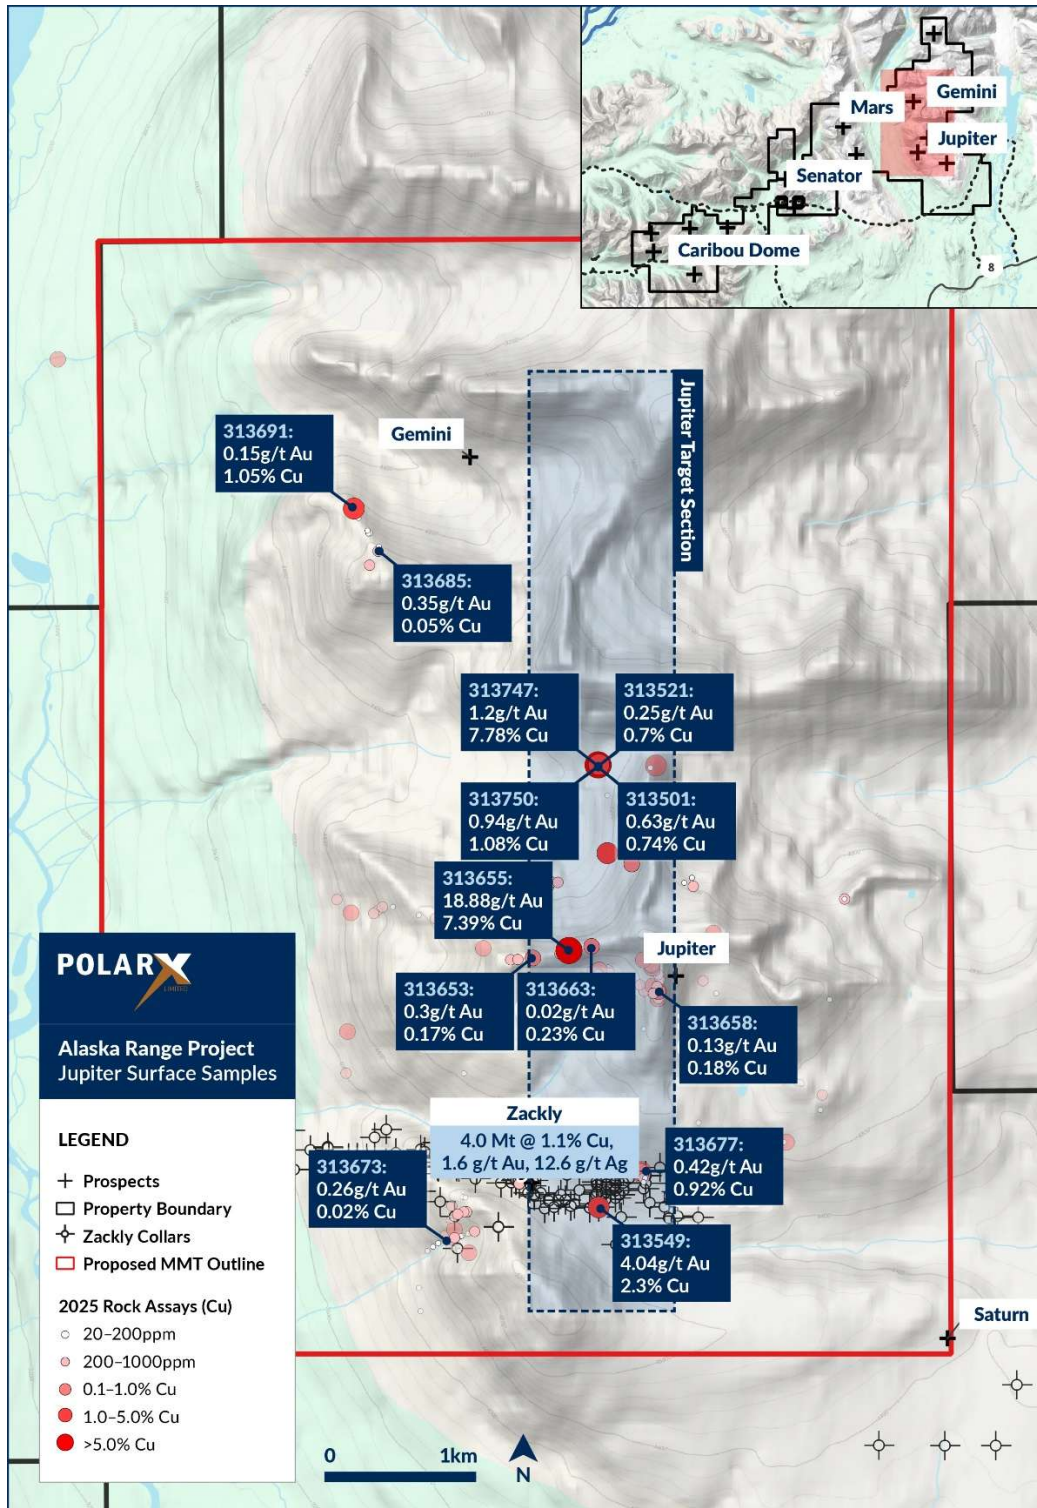 Gemini
Mars
Jupiter
Senator
Caribou Dome
8
Jupiter Target Section
313691:
0.15g/t Au
1.05% Cu
Gemini
313685:
0.35g/t Au
0.05% Cu
313747:
1.2g/t Au
7.78% Cu
313521:
0.25g/t Au
0.7% Cu
313750:
0.94g/t Au
1.08% Cu
313501:
0.63g/t Au
0.74% Cu
313655:
18.88g/t Au
7.39% Cu
Jupiter
313653:
0.3g/t Au
0.17% Cu
313663:
0.02g/t Au
0.23% Cu
313658:
0.13g/t Au
0.18% Cu
Zackly
4.0 Mt @ 1.1% Cu,
1.6 g/t Au, 12.6 g/t Ag
313677:
0.42g/t Au
0.92% Cu
313673:
0.26g/t Au
0.02% Cu
313549:
4.04g/t Au
2.3% Cu
Saturn
POLARX
LIMITED
Alaska Range Project
Jupiter Surface Samples
LEGEND
Prospects
Property Boundary
Zackly Collars
Proposed MMT Outline
2025 Rock Assays (Cu)
20–200ppm
200–1000ppm
0.1–1.0% Cu
1.0–5.0% Cu
>5.0% Cu
0 1km
N